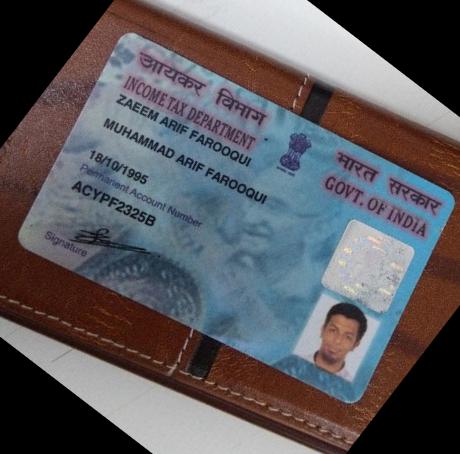 आयकर विभाग
INCOME TAX DEPARTMENT
भारत सरकार
GOVT. OF INDIA
ZAEEM ARIF FAROOQUI
MUHAMMAD ARIF FAROOQUI
18/10/1995
Permanent Account Number
ACYPF2325B
Signature